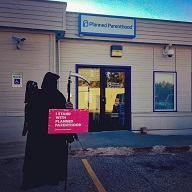 Planned Parenthood®
I STAND
WITH
PLANNED
PARENTHOOD